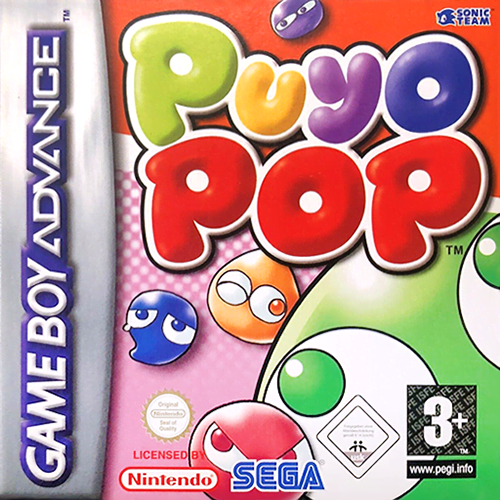 SONIC
TEAM
TM
GAME BOY ADVANCE
Puyo
POP
TM
Original
Nintendo
Seal of
Quality
LICENSED BY
Nintendo
SEGA
3+
www.pegi.info